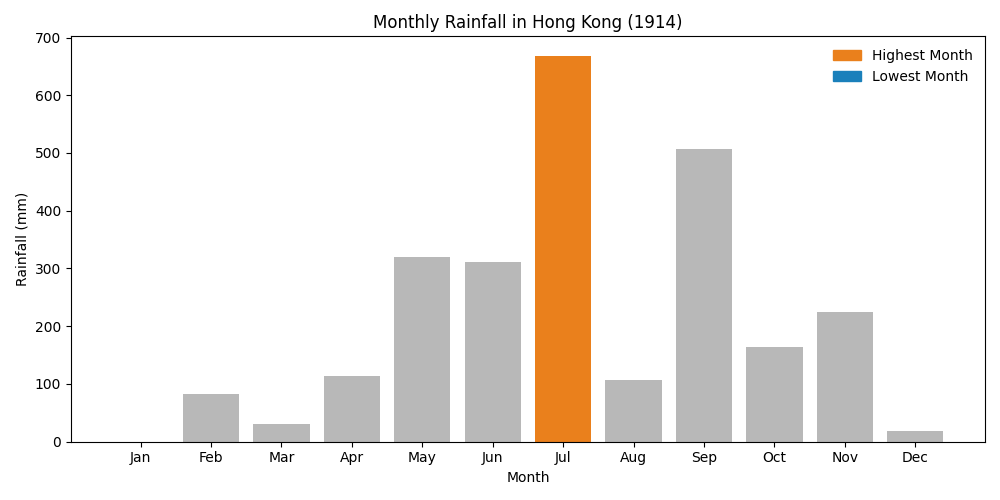 Monthly Rainfall in Hong Kong (1914)
Highest Month
Lowest Month
Rainfall (mm)
700
600
500
400
300
200
100
0
Jan Feb Mar Apr May Jun Jul Aug Sep Oct Nov Dec
Month